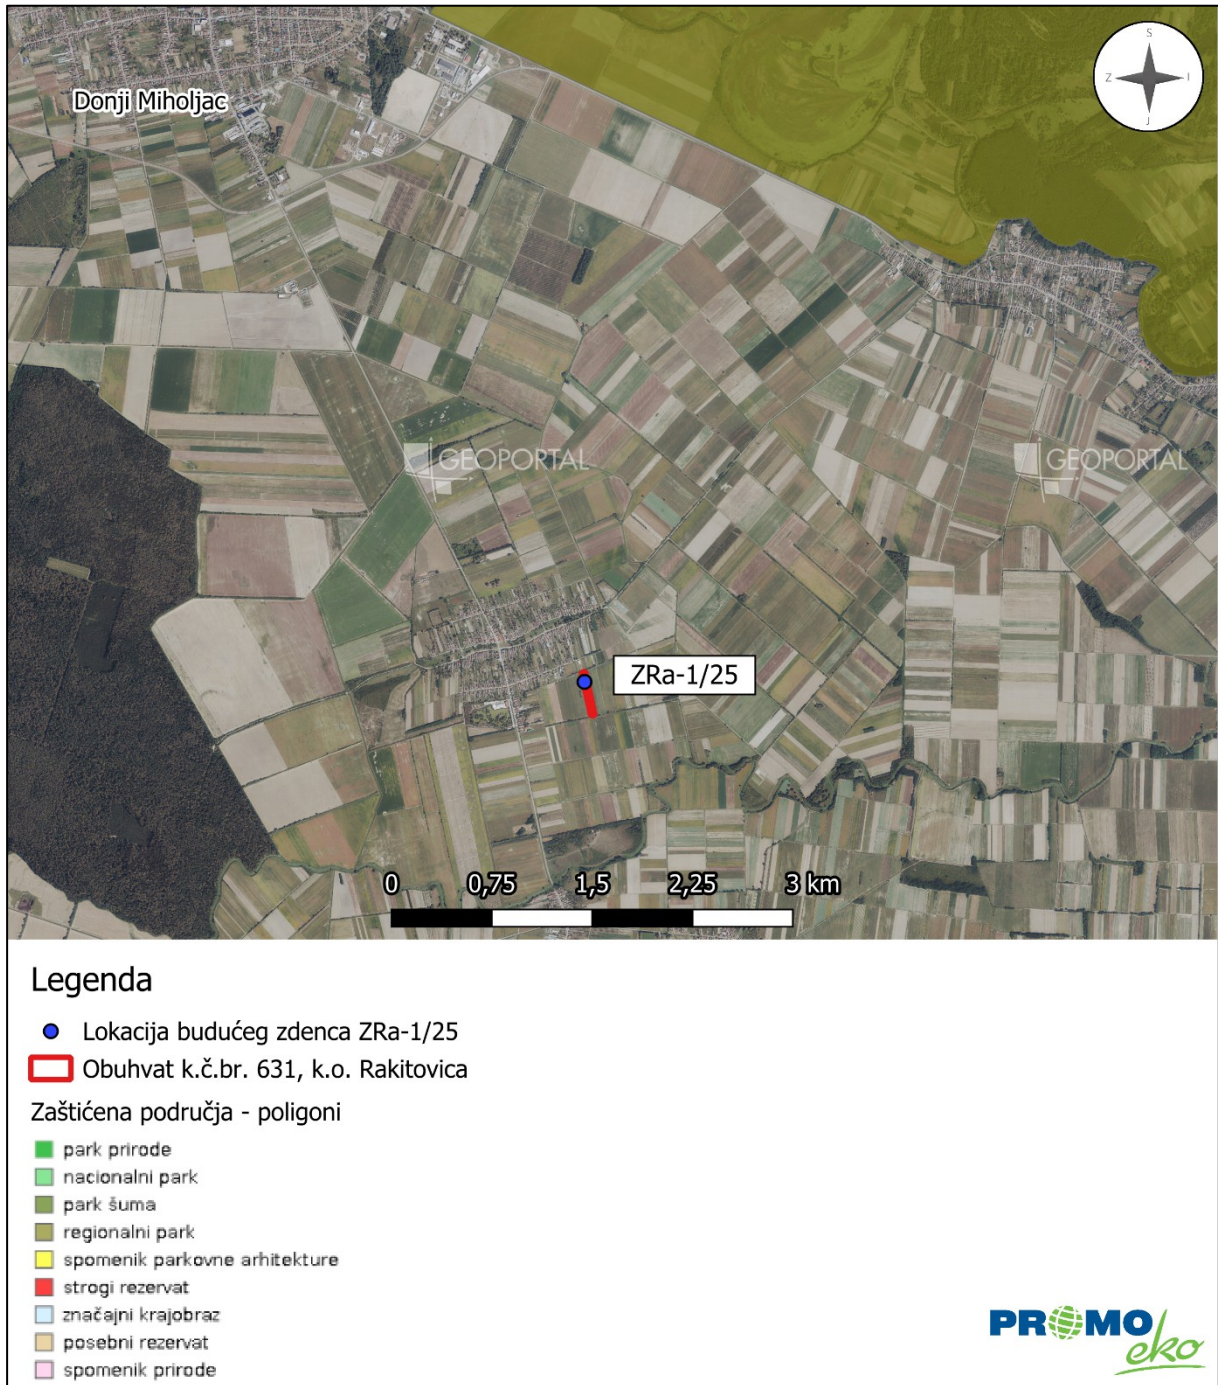 S
Z
I
J
Donji Miholjac
GEOPORTAL
GEOPORTAL
ZRa-1/25
0 0,75 1,5 2,25 3 km
Legenda
Lokacija budućeg zdenca ZRa-1/25
Obuhvat k.č.br. 631, k.o. Rakitovica
Zaštićena područja - poligoni
park prirode
nacionalni park
park šuma
regionalni park
spomenik parkovne arhitekture
strogi rezervat
značajni krajobraz
posebni rezervat
spomenik prirode
PROMO
eko